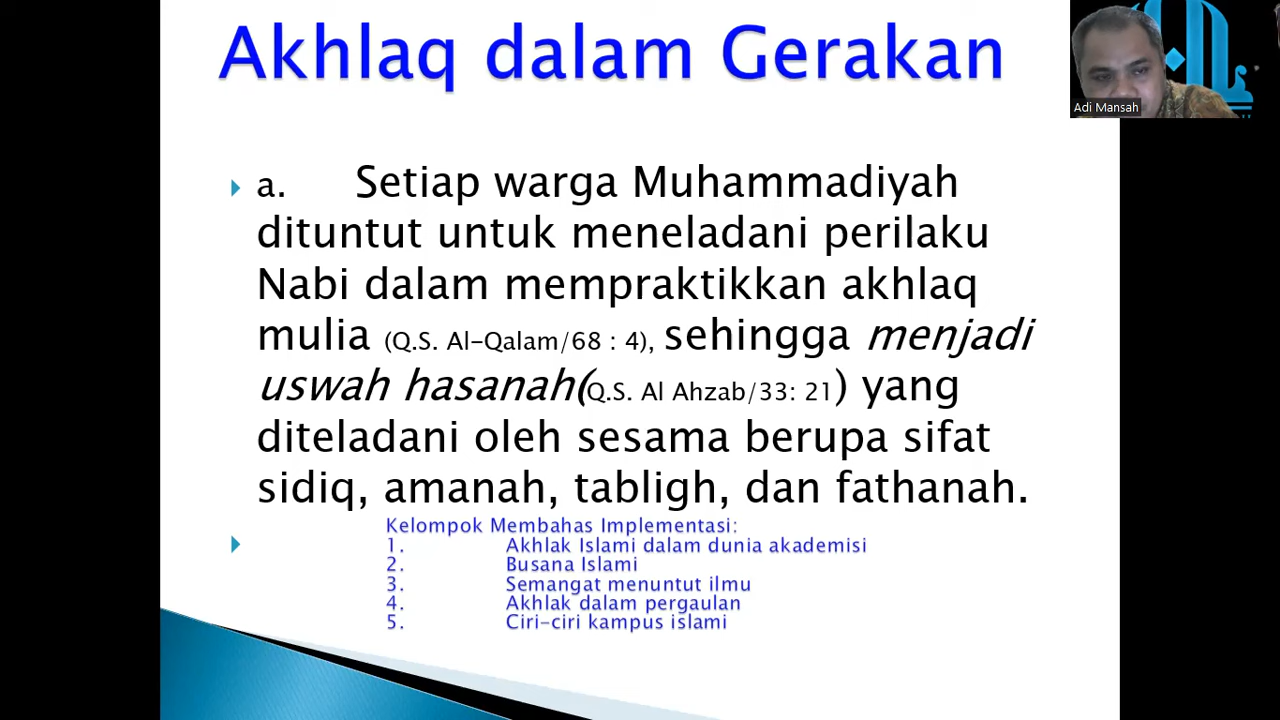 Akhlaq dalam Gerakan
Adi Mansah
a. Setiap warga Muhammadiyah
dituntut untuk meneladani perilaku
Nabi dalam mempraktikkan akhlaq
mulia (Q.S. Al-Qalam/68 : 4), sehingga menjadi
uswah hasanah(Q.S. Al Ahzab/33: 21) yang
diteladani oleh sesama berupa sifat
sidiq, amanah, tabligh, dan fathanah.
Kelompok Membahas Implementasi:
1. Akhlak Islami dalam dunia akademisi
2. Busana Islami
3. Semangat menuntut ilmu
4. Akhlak dalam pergaulan
5. Ciri-ciri kampus islami